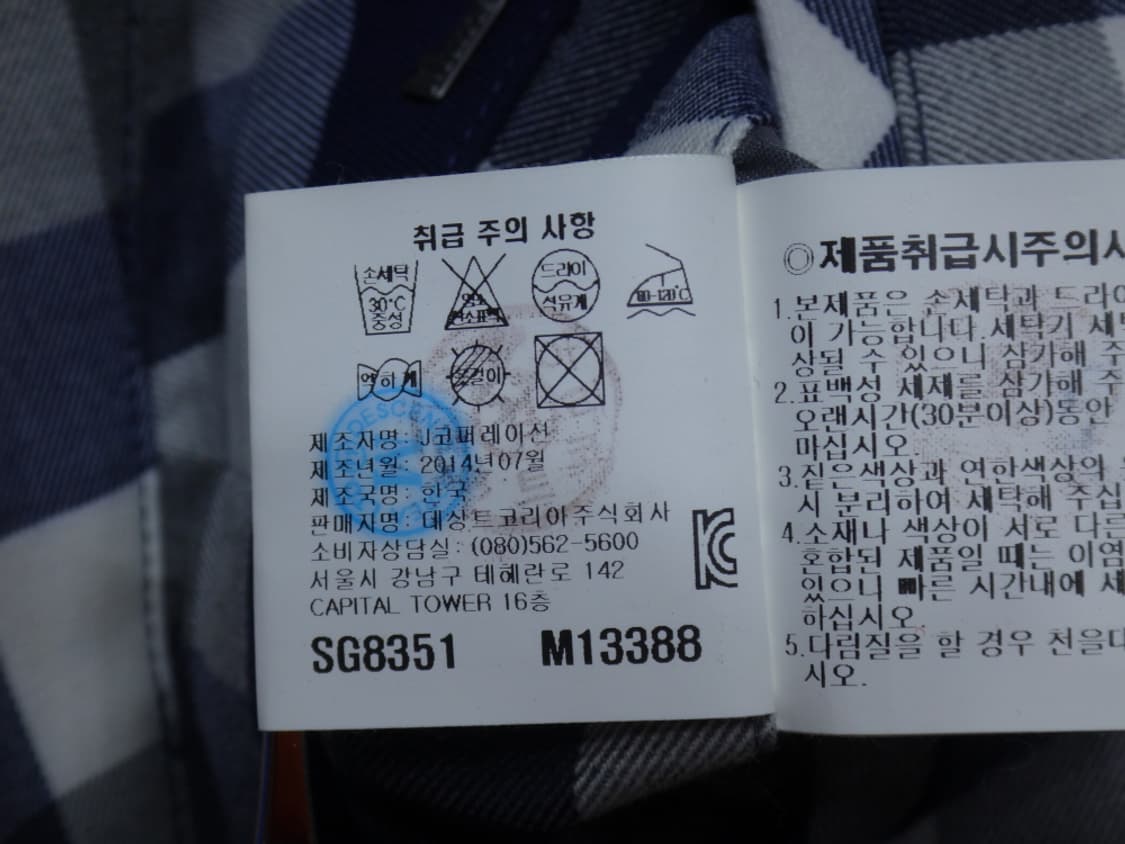 취급 주의 사항
손세탁
30°C
중성
염소
산소표백
드라이
석유계
80-120°C
약하게
옷걸이
제조자명: J코퍼레이션
제조년월: 2014년07월
제조국명: 한국
판매자명: 데상트코리아주식회사
소비자상담실: (080)562-5600
서울시 강남구 테헤란로 142
CAPITAL TOWER 16층
SG8351 M13388
DESCEN
◎제품취급시주의사
1.본제품은 손세탁과 드라이
이 가능합니다.세탁기 세
상될 수 있으니 삼가해 주
2.표백성 세제를 삼가해 주
오랜시간(30분이상)동안
마십시오.
3.짙은색상과 연한색상의
시 분리하여 세탁해 주십
4.소재나 색상이 서로 다른
혼합된 제품일 때는 이염
있으니 빠른 시간내에 세
하십시오.
5.다림질을 할 경우 천을대
시오.